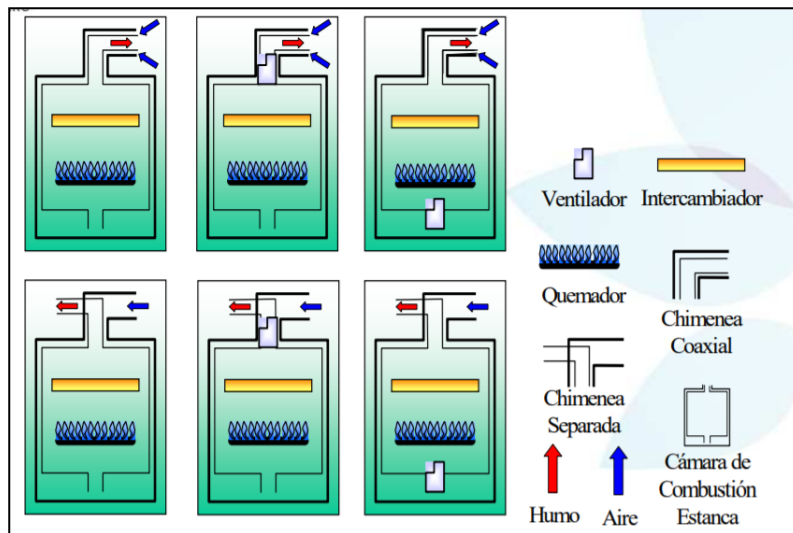 Ventilador
Intercambiador
Quemador
Chimenea
Coaxial
Chimenea
Separada
Cámara de
Combustión
Estanca
Humo
Aire